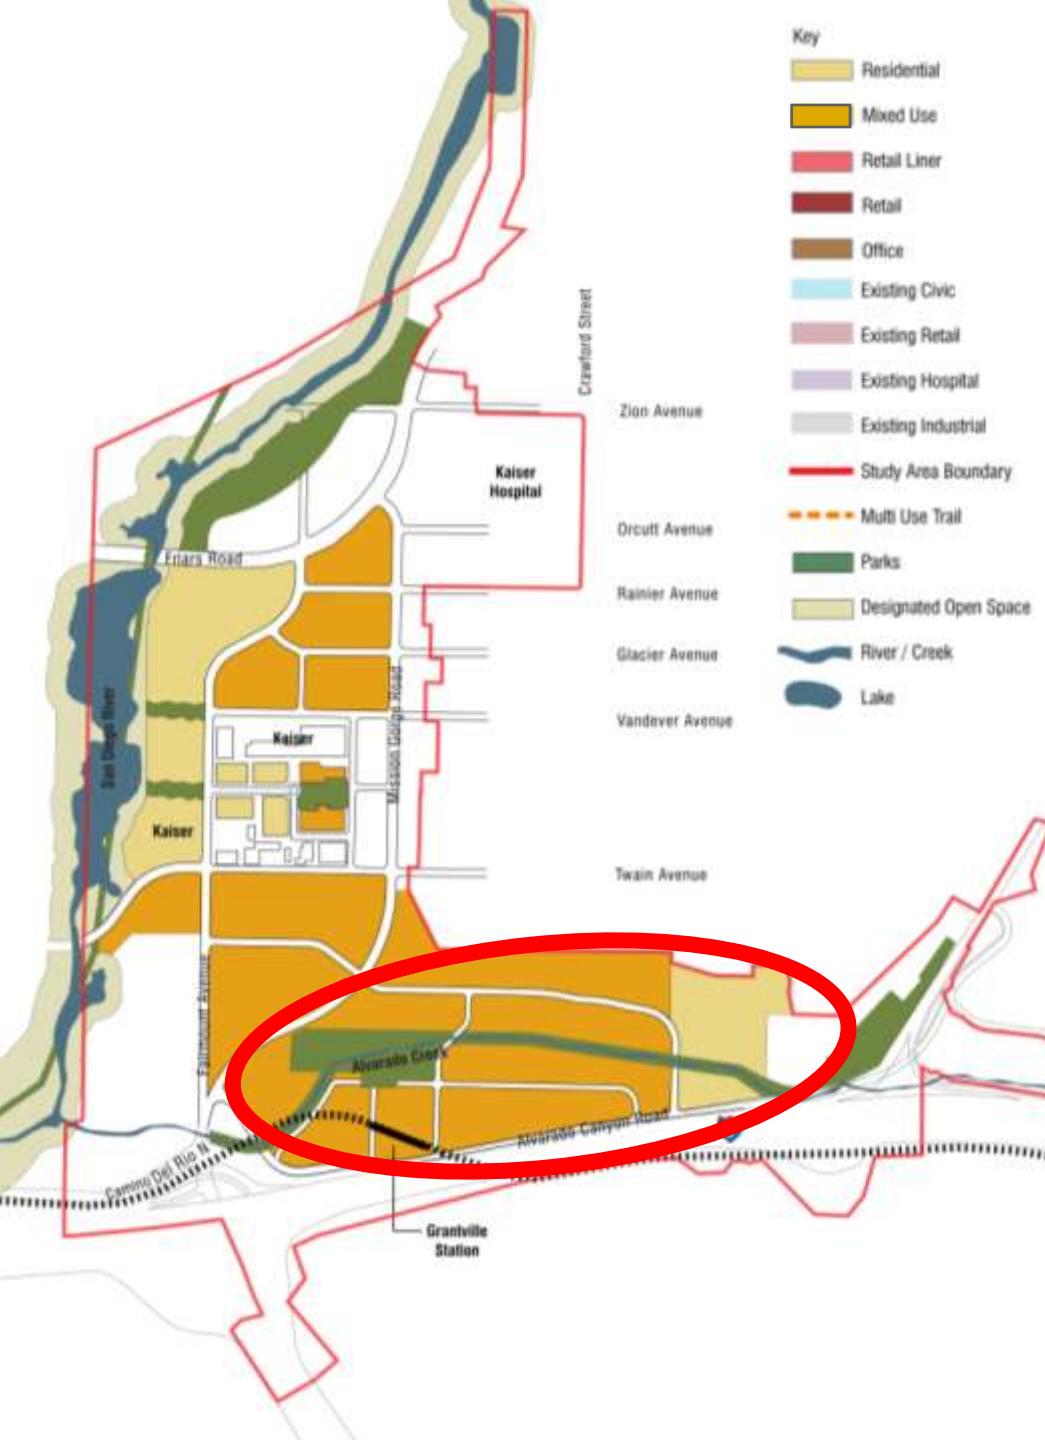 Key
Residential
Mixed Use
Retail Liner
Retail
Office
Existing Civic
Existing Retail
Existing Hospital
Existing Industrial
Study Area Boundary
Multi Use Trail
Parks
Designated Open Space
River / Creek
Lake
Crawford Street
Zion Avenue
Kaiser
Hospital
Orcutt Avenue
Friars Road
Rainier Avenue
Glacier Avenue
Vandever Avenue
San Diego River
Mission Gorge Road
Kaiser
Kaiser
Twain Avenue
Fairmount Avenue
Alvarado Creek
Alvarado Canyon Road
Camino Del Rio N
Grantville
Station